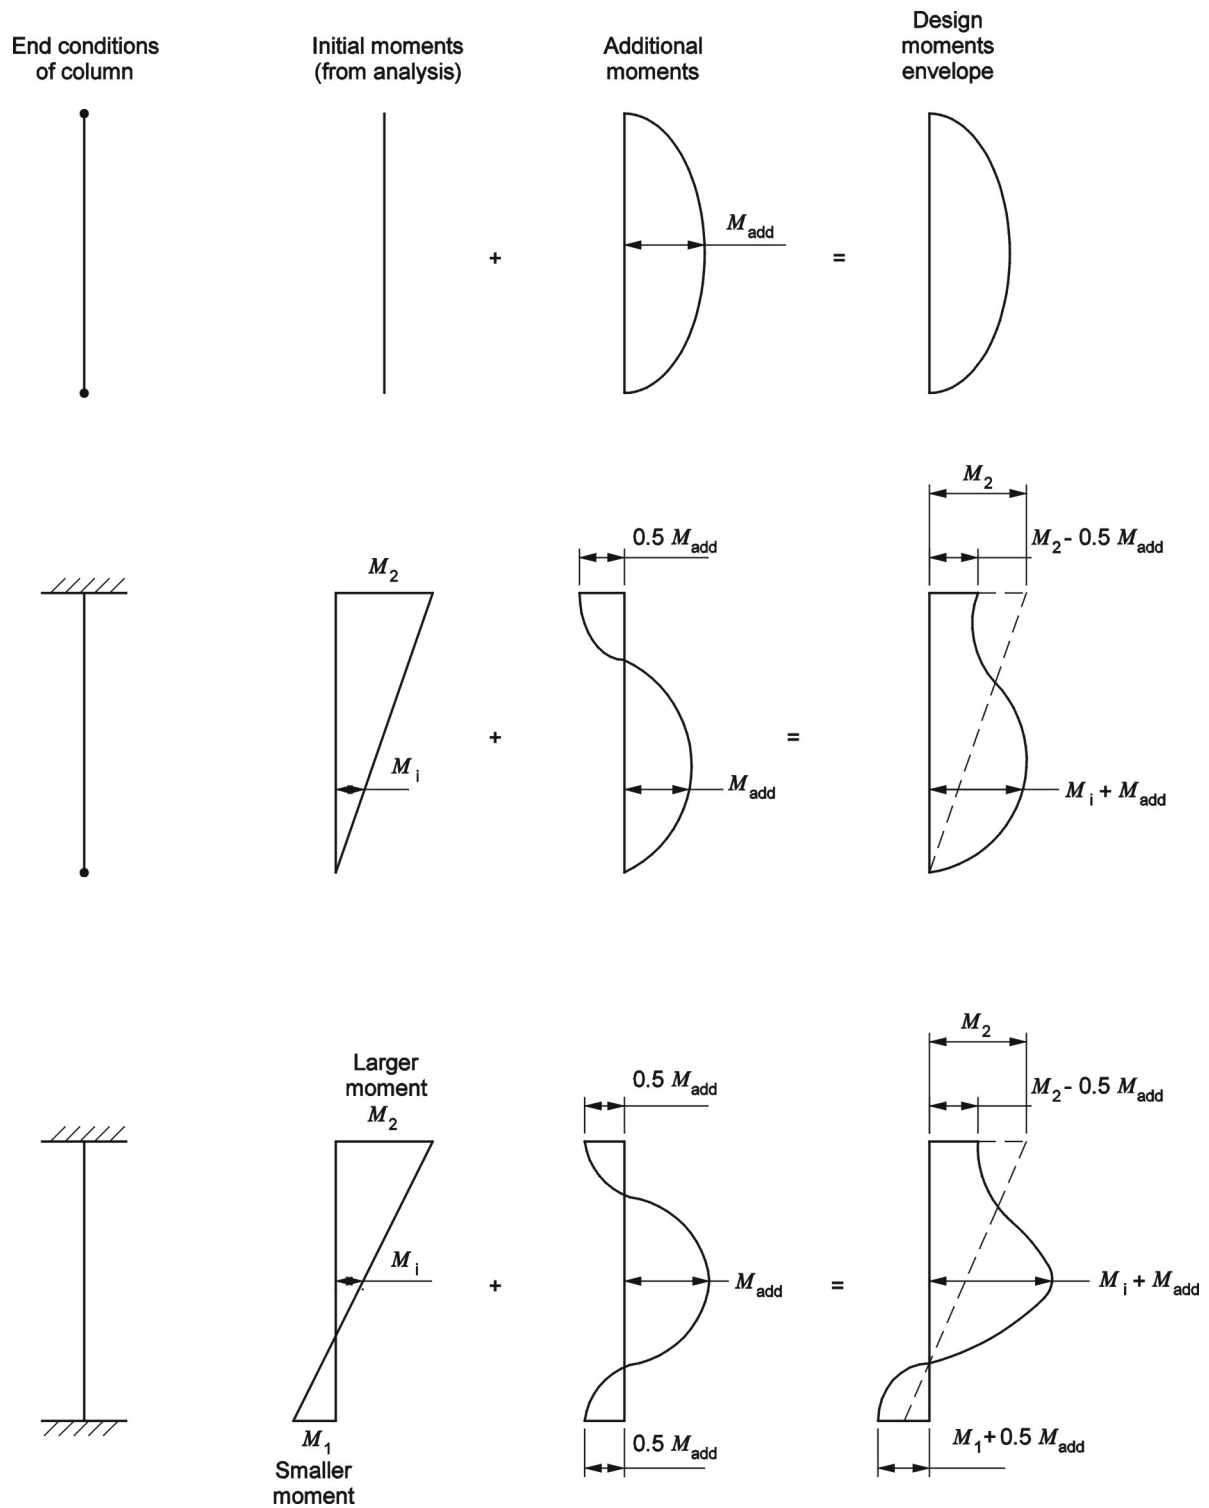 End conditions
of column
Initial moments
(from analysis)
Additional
moments
Design
moments
envelope
M add
+
=
M 2
0.5 M add
M 2 - 0.5 M add
M 2
M i
+
M add
=
M i + M add
M 2
Larger
moment
M 2
0.5 M add
M 2 - 0.5 M add
M i
+
M add
=
M i + M add
M 1
Smaller
moment
0.5 M add
M 1 + 0.5 M add